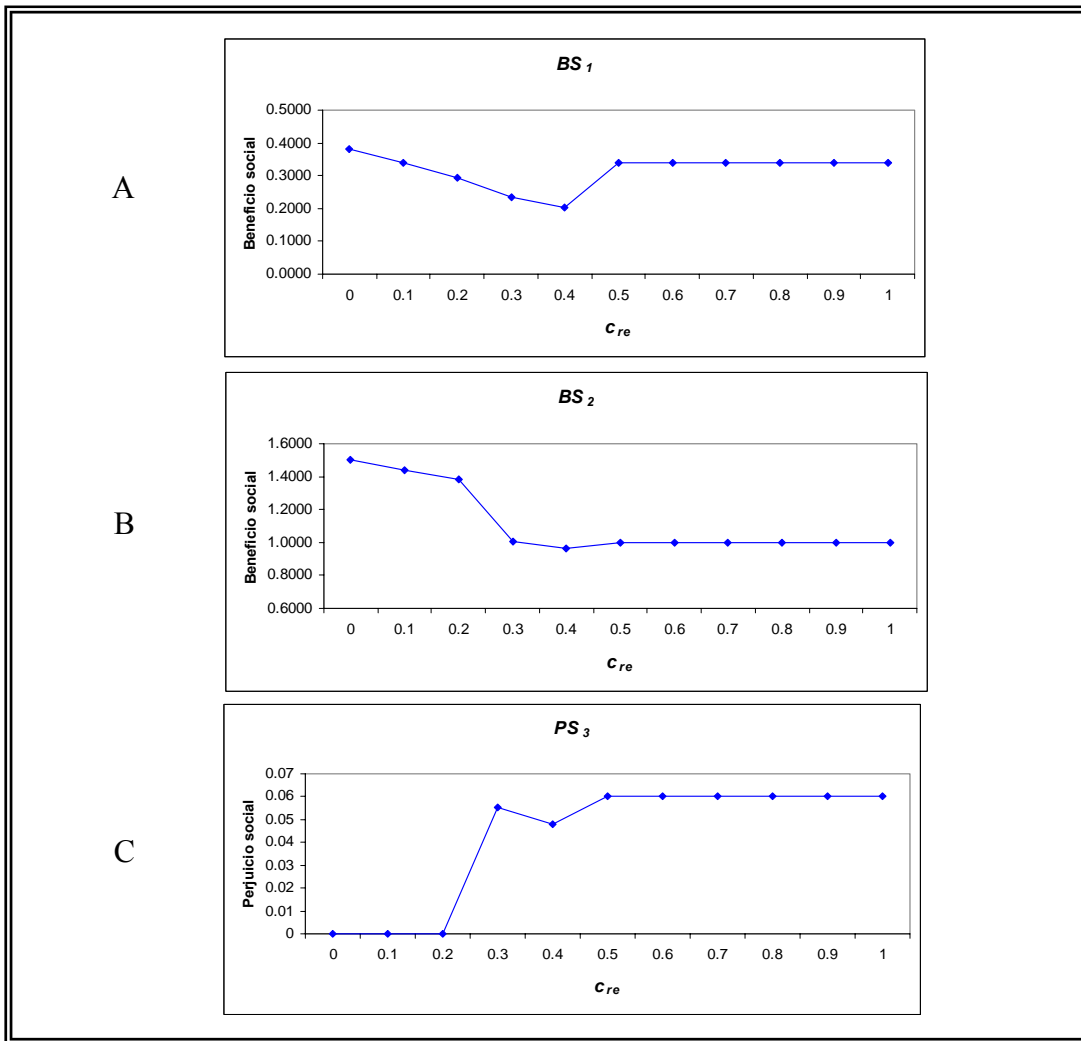 BS 1
0.5000
0.4000
0.3000
0.2000
0.1000
0.0000
Beneficio social
0 0.1 0.2 0.3 0.4 0.5 0.6 0.7 0.8 0.9 1
c re
A
BS 2
1.6000
1.4000
1.2000
1.0000
0.8000
0.6000
Beneficio social
0 0.1 0.2 0.3 0.4 0.5 0.6 0.7 0.8 0.9 1
c re
B
PS 3
0.07
0.06
0.05
0.04
0.03
0.02
0.01
0
Perjuicio social
0 0.1 0.2 0.3 0.4 0.5 0.6 0.7 0.8 0.9 1
c re
C